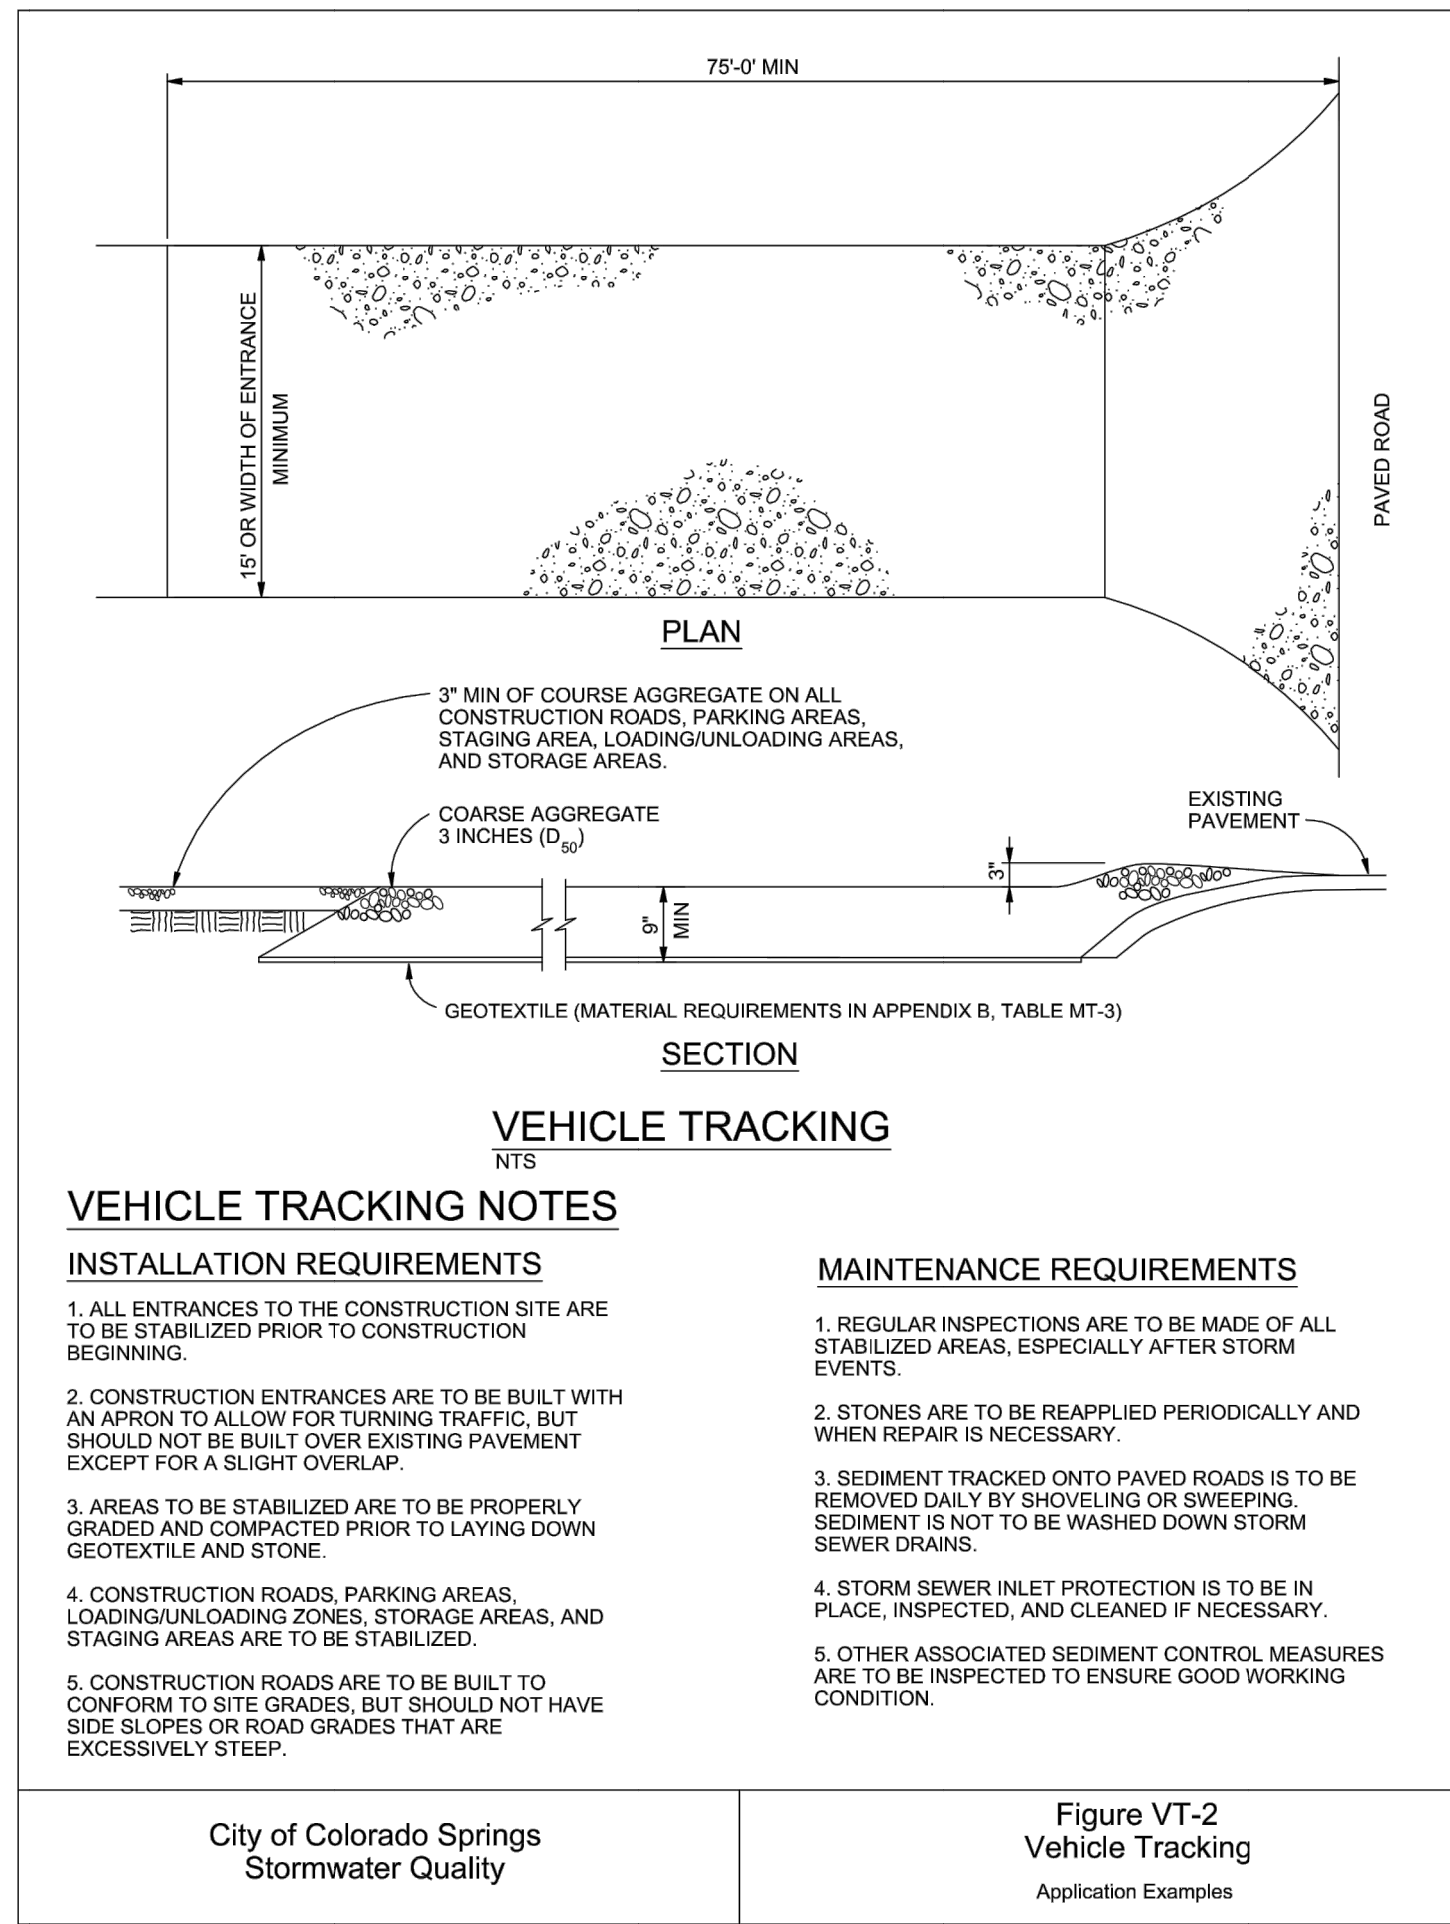 75'-0' MIN
15' OR WIDTH OF ENTRANCE
MINIMUM
PAVED ROAD
PLAN
3" MIN OF COURSE AGGREGATE ON ALL
CONSTRUCTION ROADS, PARKING AREAS,
STAGING AREA, LOADING/UNLOADING AREAS,
AND STORAGE AREAS.
COARSE AGGREGATE
3 INCHES (D50)
EXISTING
PAVEMENT
3"
9"
MIN
GEOTEXTILE (MATERIAL REQUIREMENTS IN APPENDIX B, TABLE MT-3)
SECTION
VEHICLE TRACKING
NTS
VEHICLE TRACKING NOTES
INSTALLATION REQUIREMENTS
1. ALL ENTRANCES TO THE CONSTRUCTION SITE ARE
TO BE STABILIZED PRIOR TO CONSTRUCTION
BEGINNING.
2. CONSTRUCTION ENTRANCES ARE TO BE BUILT WITH
AN APRON TO ALLOW FOR TURNING TRAFFIC, BUT
SHOULD NOT BE BUILT OVER EXISTING PAVEMENT
EXCEPT FOR A SLIGHT OVERLAP.
3. AREAS TO BE STABILIZED ARE TO BE PROPERLY
GRADED AND COMPACTED PRIOR TO LAYING DOWN
GEOTEXTILE AND STONE.
4. CONSTRUCTION ROADS, PARKING AREAS,
LOADING/UNLOADING ZONES, STORAGE AREAS, AND
STAGING AREAS ARE TO BE STABILIZED.
5. CONSTRUCTION ROADS ARE TO BE BUILT TO
CONFORM TO SITE GRADES, BUT SHOULD NOT HAVE
SIDE SLOPES OR ROAD GRADES THAT ARE
EXCESSIVELY STEEP.
MAINTENANCE REQUIREMENTS
1. REGULAR INSPECTIONS ARE TO BE MADE OF ALL
STABILIZED AREAS, ESPECIALLY AFTER STORM
EVENTS.
2. STONES ARE TO BE REAPPLIED PERIODICALLY AND
WHEN REPAIR IS NECESSARY.
3. SEDIMENT TRACKED ONTO PAVED ROADS IS TO BE
REMOVED DAILY BY SHOVELING OR SWEEPING.
SEDIMENT IS NOT TO BE WASHED DOWN STORM
SEWER DRAINS.
4. STORM SEWER INLET PROTECTION IS TO BE IN
PLACE, INSPECTED, AND CLEANED IF NECESSARY.
5. OTHER ASSOCIATED SEDIMENT CONTROL MEASURES
ARE TO BE INSPECTED TO ENSURE GOOD WORKING
CONDITION.
City of Colorado Springs
Stormwater Quality
Figure VT-2
Vehicle Tracking
Application Examples